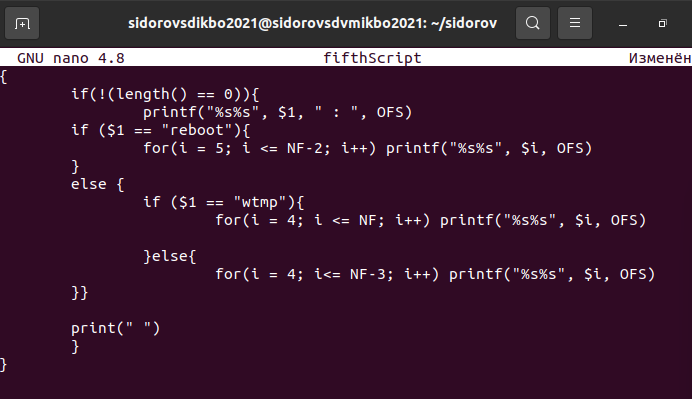 sidorovsdikbo2021@sidorovsdvmikbo2021: ~/sidorov
GNU nano 4.8 fifthScript Изменён
{
if(!(length() == 0)){
printf("%s%s", $1, " : ", OFS)
if ($1 == "reboot"){
for(i = 5; i <= NF-2; i++) printf("%s%s", $i, OFS)
}
else {
if ($1 == "wtmp"){
for(i = 4; i <= NF; i++) printf("%s%s", $i, OFS)
}else{
for(i = 4; i<= NF-3; i++) printf("%s%s", $i, OFS)
}}
print(" ")
}
}